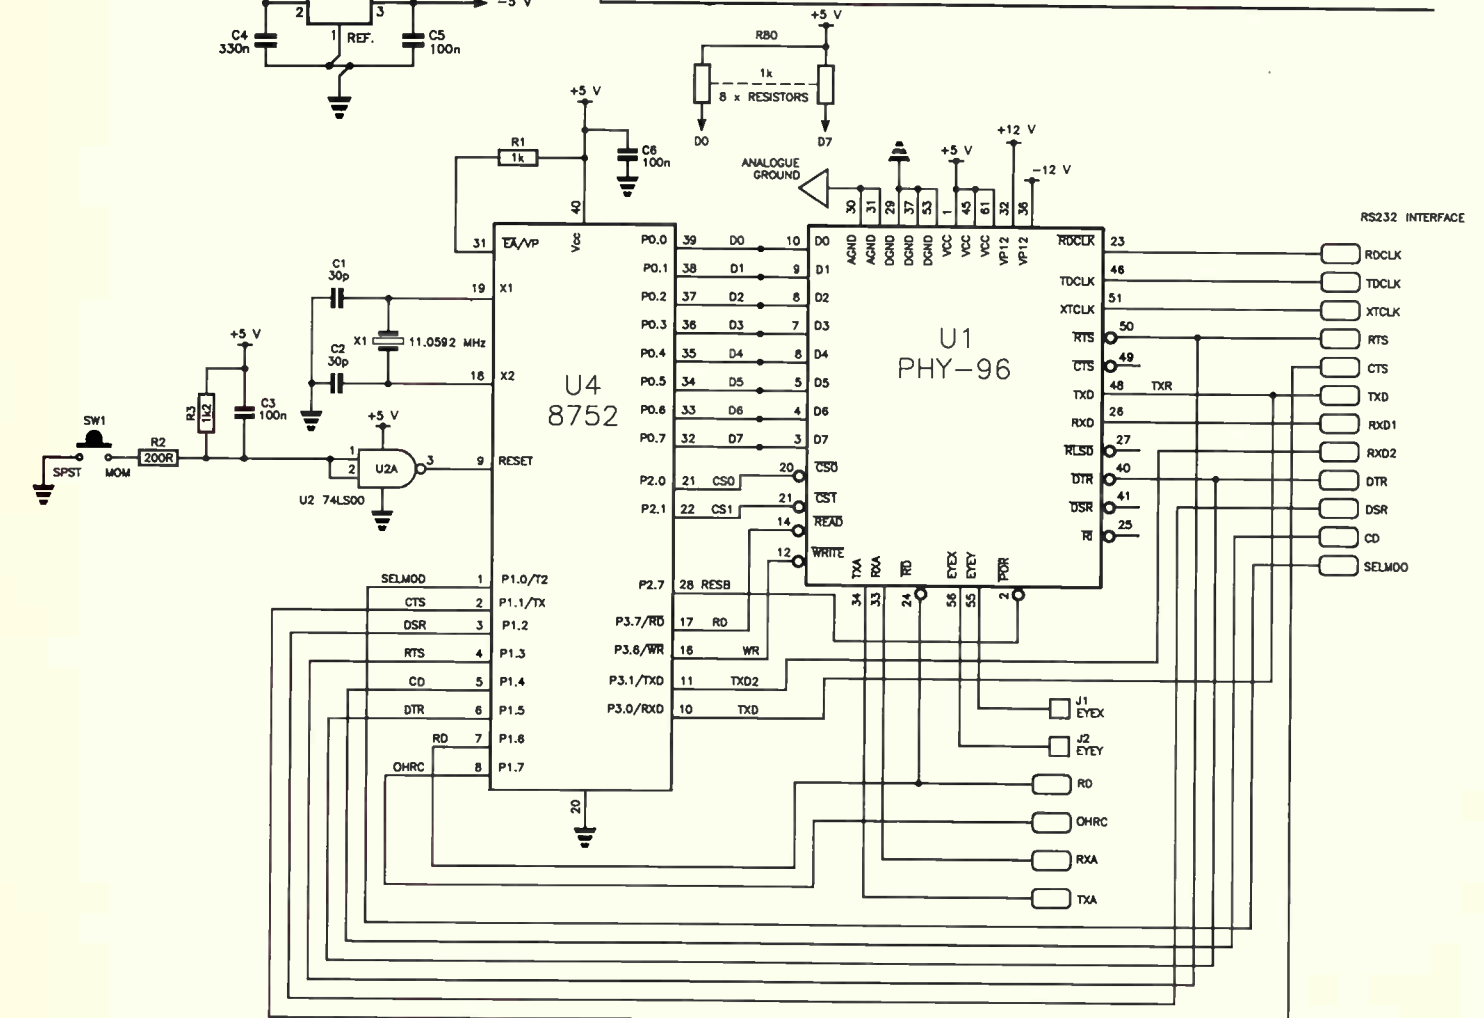 -5 V
2
3
1
REF.
C4
330n
C5
100n
+5 V
R80
1k
8 x RESISTORS
D0
D7
+5 V
R1
1k
C6
100n
ANALOGUE
GROUND
+5 V
+12 V
-12 V
RS232 INTERFACE
40
Vcc
30 31 29 37 53 1 45 61 32 36
AGND AGND DGND DGND DGND VCC VCC VCC VP12 VP12
31 EA/VP
P0.0 39 D0 10 D0
P0.1 38 D1 9 D1
P0.2 37 D2 8 D2
P0.3 36 D3 7 D3
P0.4 35 D4 8 D4
P0.5 34 D5 5 D5
P0.6 33 D6 4 D6
P0.7 32 D7 3 D7
C1
30p
19 X1
X1 11.0592 MHz
C2
30p
18 X2
U4
8752
U1
PHY-96
RDCLK 23 RDCLK
TDCLK 46 TDCLK
XTCLK 51 XTCLK
RTS 50 RTS
CTS 49 CTS
TXD 48 TXR TXD
RXD 26 RXD1
RLSD 27 RXD2
DTR 40 DTR
DSR 41 DSR
RI 25 CD
SELMOD
+5 V
R3
1k2
C3
100n
SW1
SPST MOM
R2
200R
+5 V
1
2
U2A
3
U2 74LS00
9 RESET
P2.0 21 CS0 20 CS0
P2.1 22 CS1 21 CS1
14 READ
12 WRITE
TXA RXA RD EYEX EYEY POR
34 33 24 56 55 2
SELMOD 1 P1.0/T2
CTS 2 P1.1/TX
DSR 3 P1.2
RTS 4 P1.3
CD 5 P1.4
DTR 6 P1.5
RD 7 P1.6
OHRC 8 P1.7
P2.7 28 RESB
P3.7/RD 17 RD
P3.6/WR 16 WR
P3.1/TXD 11 TXD2
P3.0/RXD 10 TXD
20
J1
EYEX
J2
EYEY
RD
OHRC
RXA
TXA